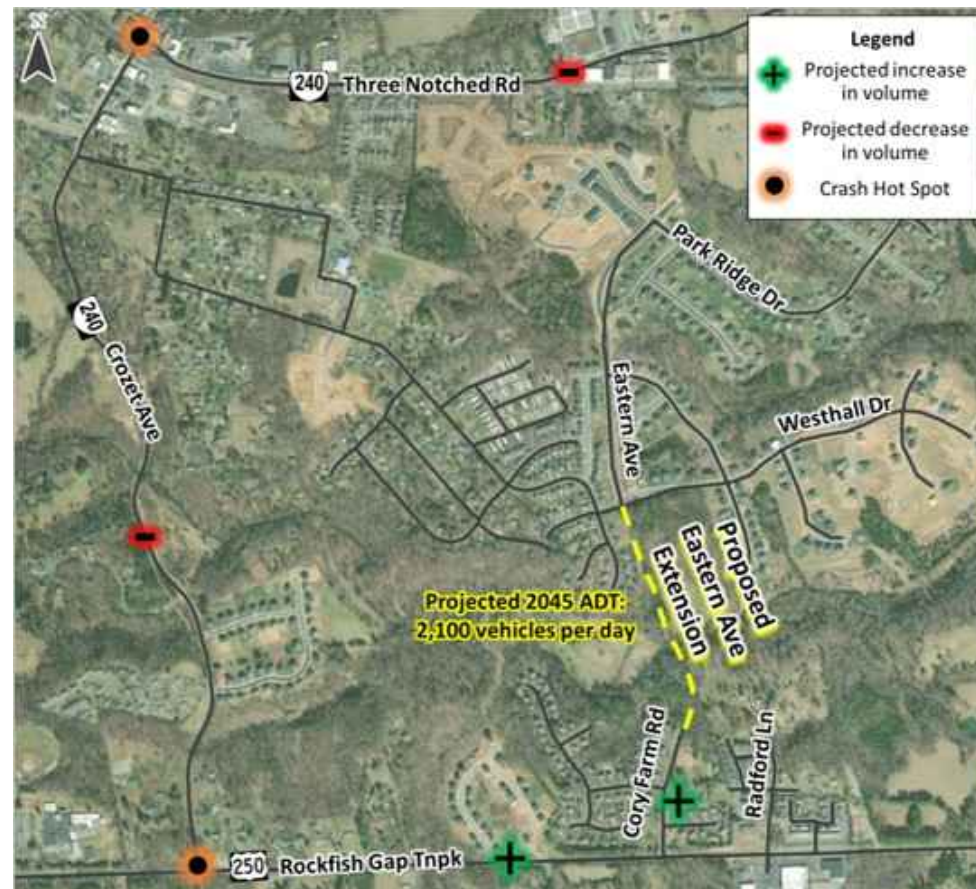 Legend
Projected increase
in volume
Projected decrease
in volume
Crash Hot Spot
240
Three Notched Rd
Park Ridge Dr
240
Crozet Ave
Eastern Ave
Westhall Dr
Proposed
Eastern Ave
Extension
Projected 2045 ADT:
2,100 vehicles per day
Cory Farm Rd
Radford Ln
250
Rockfish Gap Tnpk